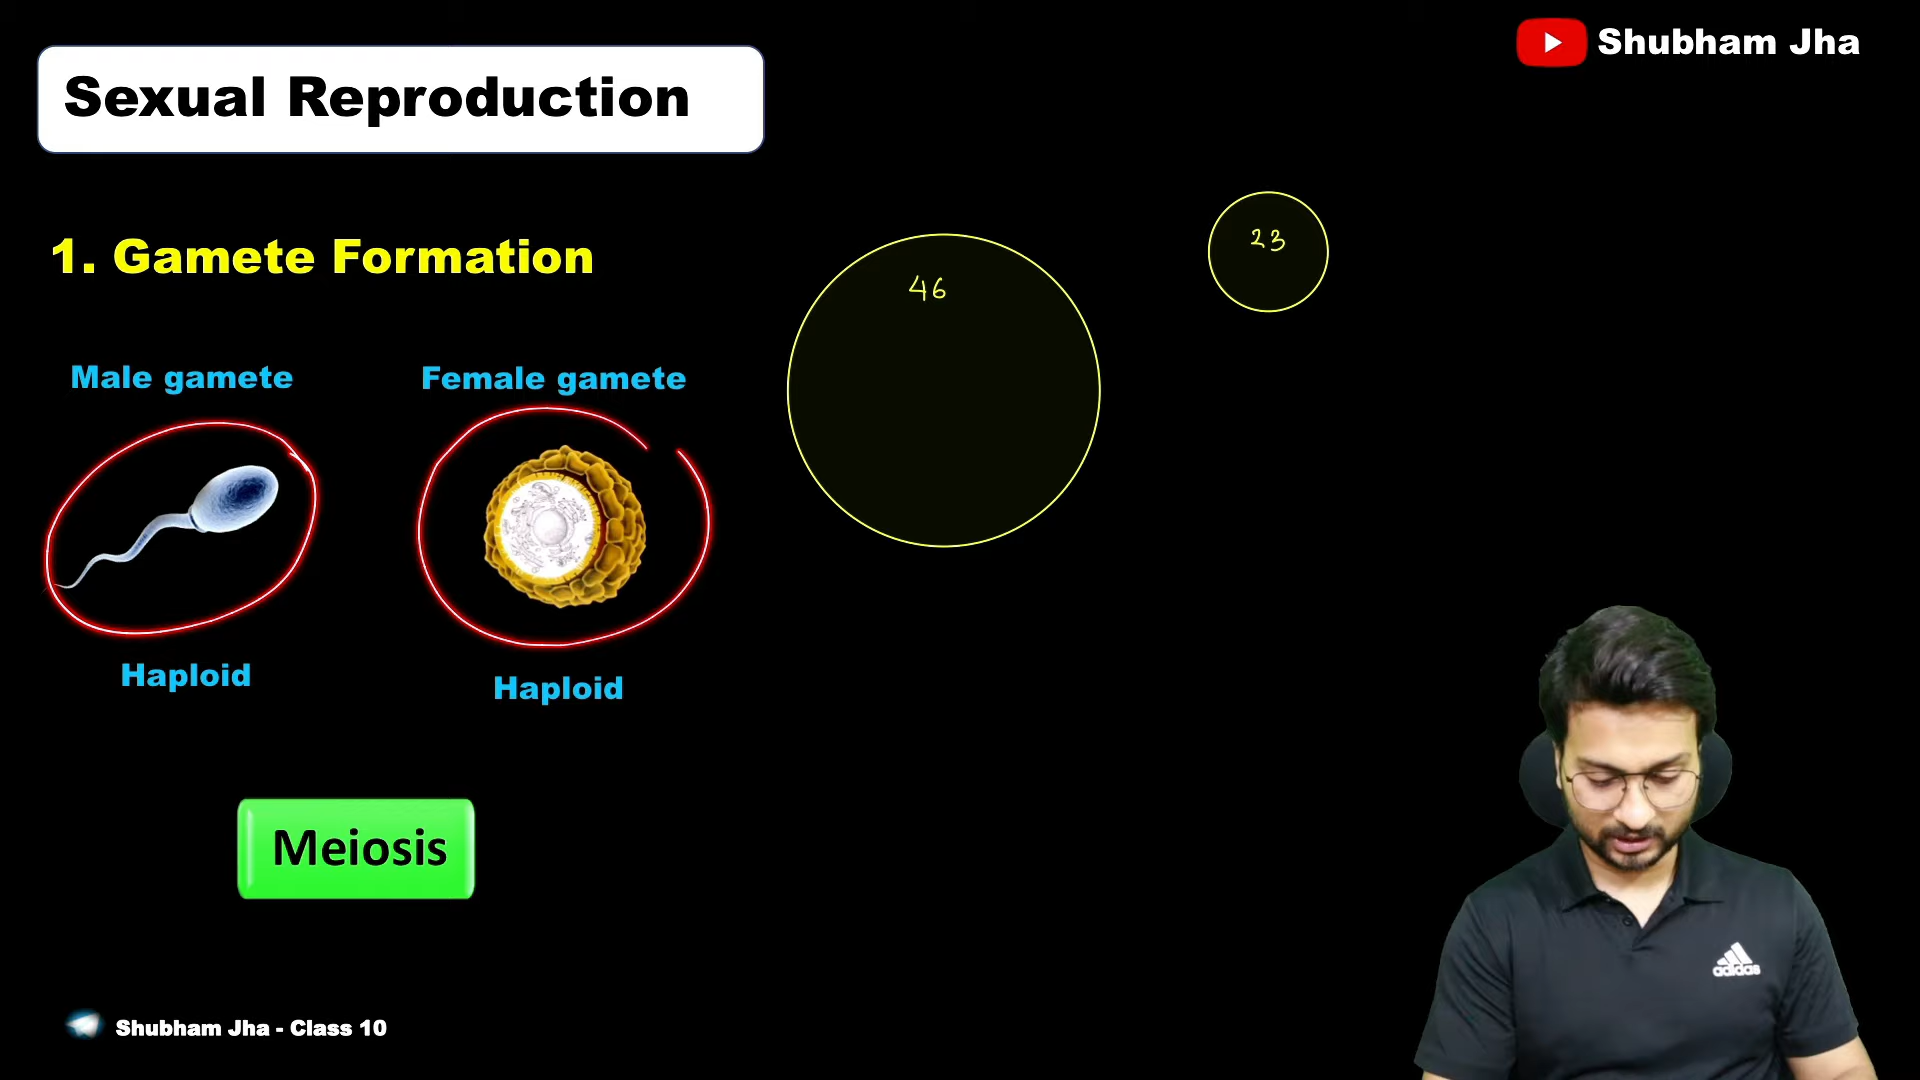 Shubham Jha
Sexual Reproduction
1. Gamete Formation
23
46
Male gamete
Female gamete
Haploid
Haploid
Meiosis
adidas
Shubham Jha - Class 10